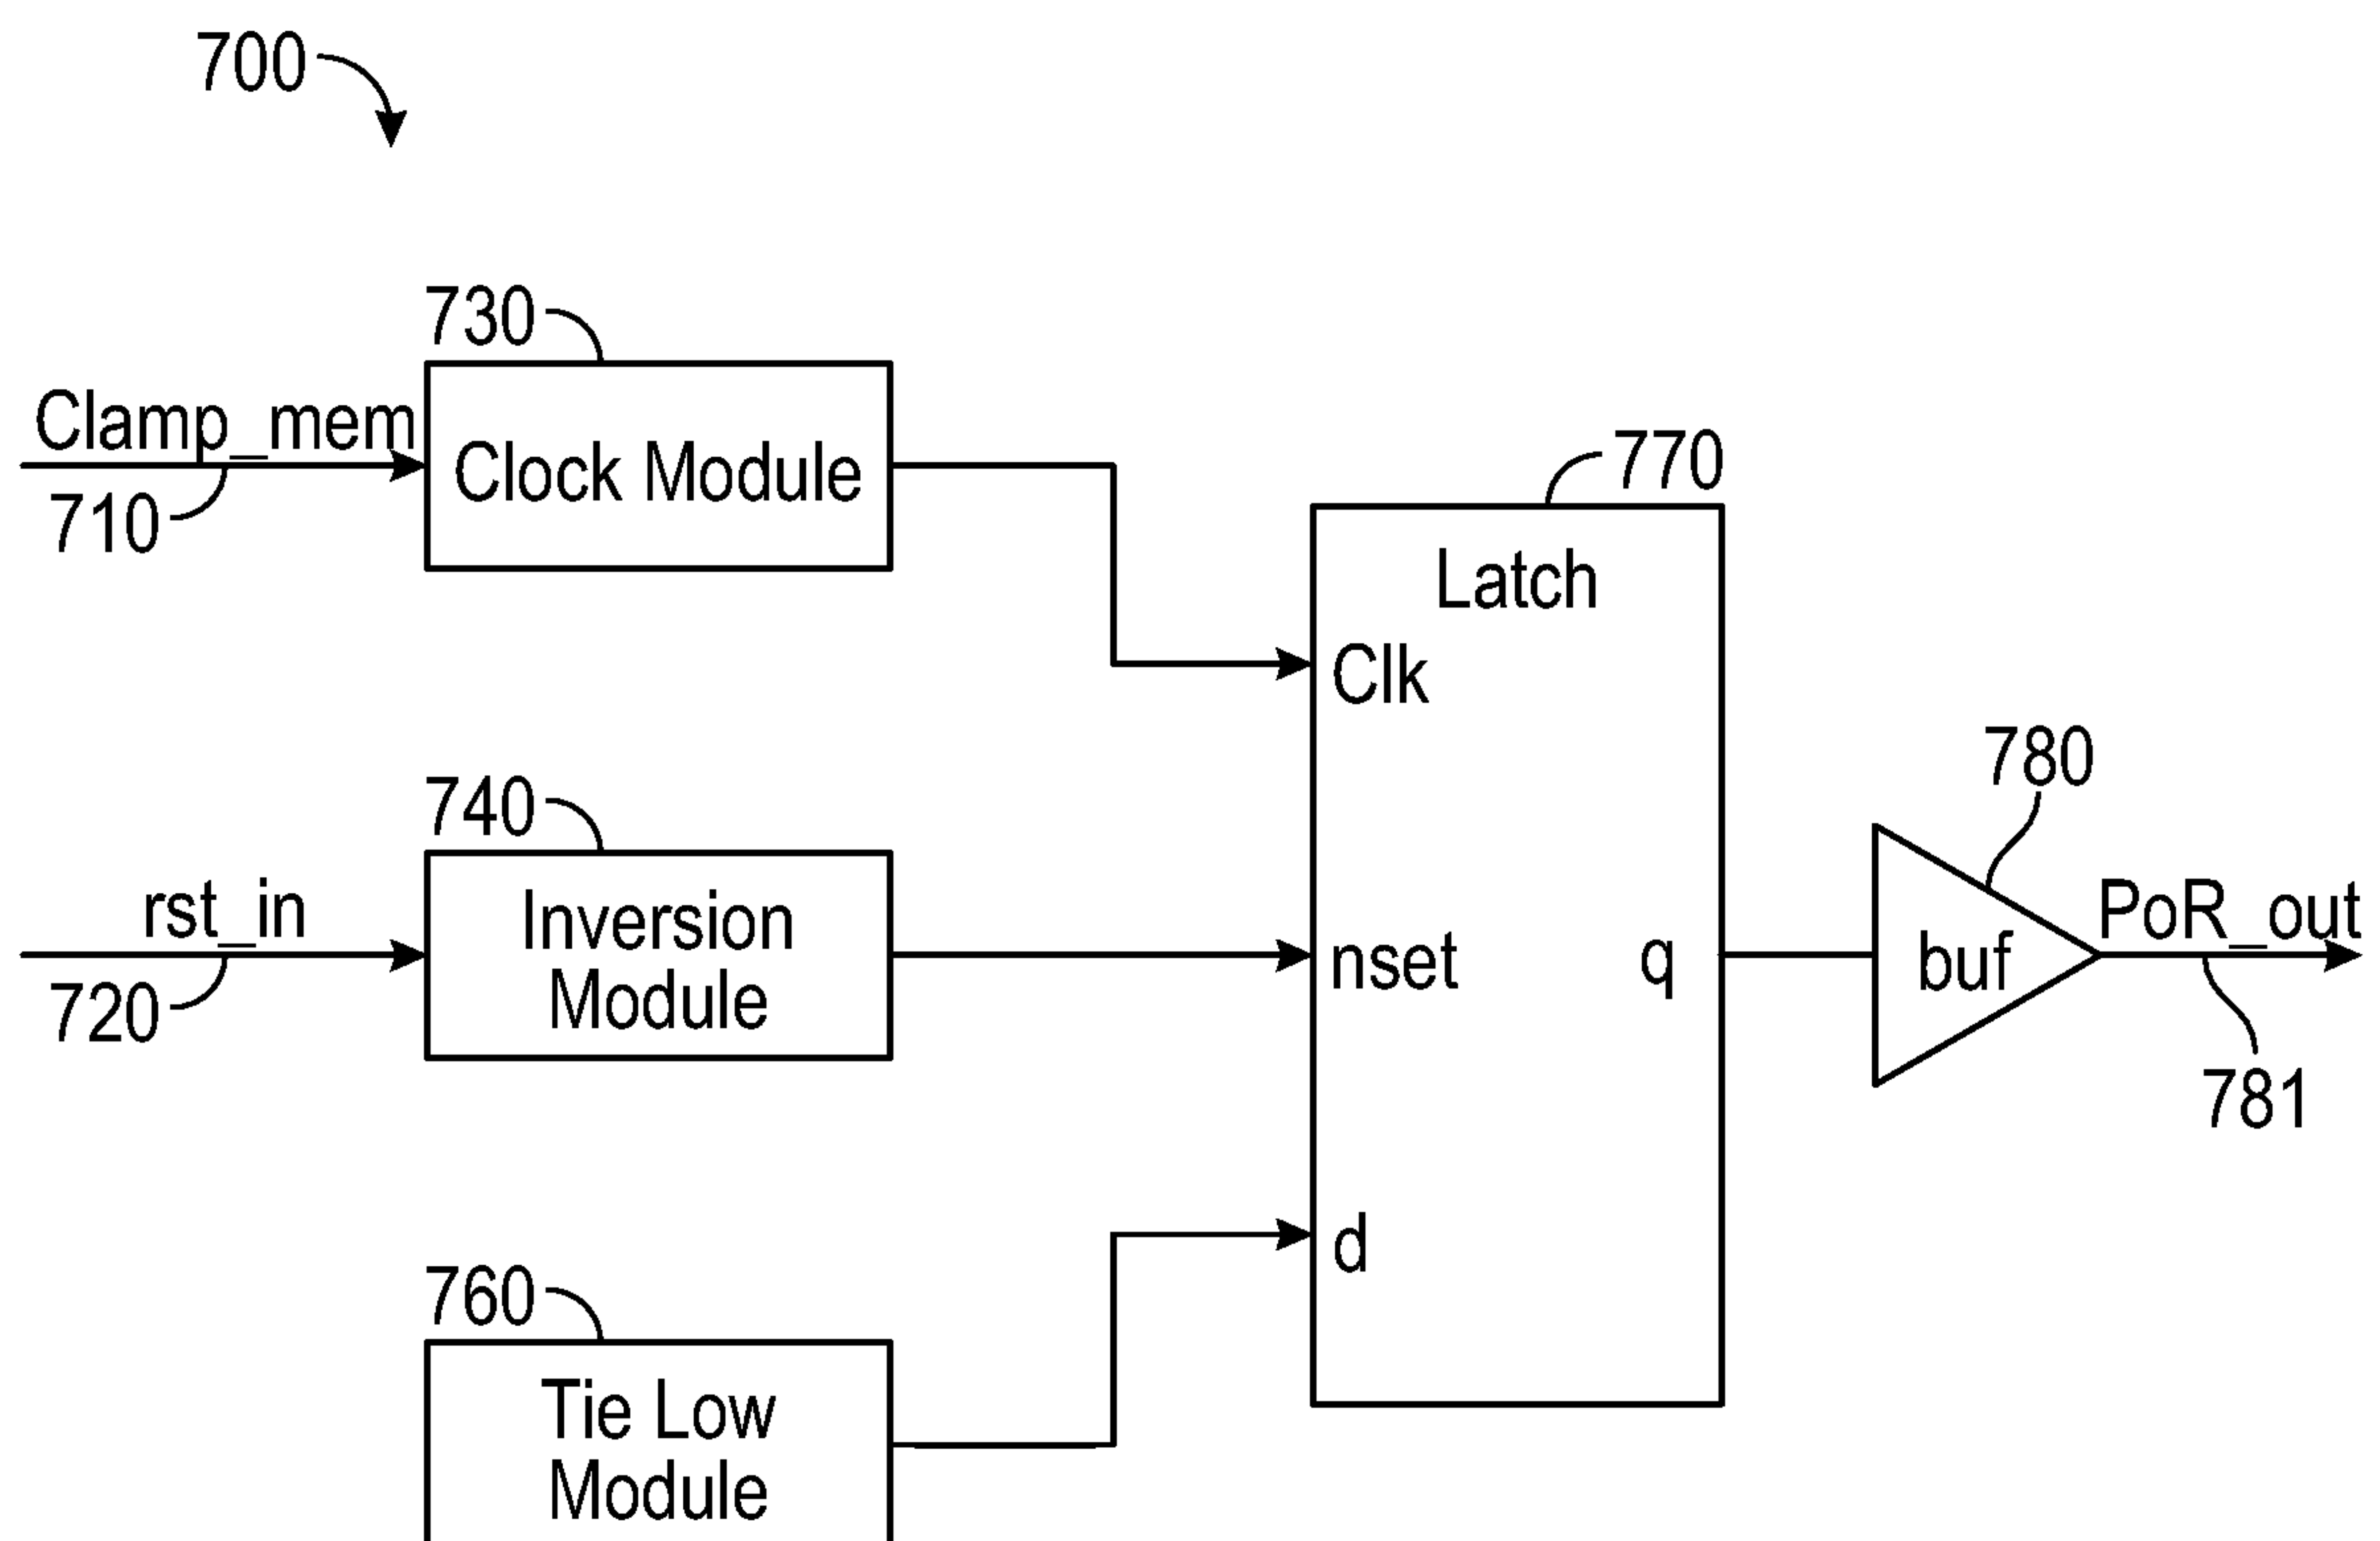 700
730
Clamp_mem
Clock Module
710
770
Latch
Clk
740
780
rst_in
Inversion
Module
nset
q
buf
PoR_out
720
781
d
760
Tie Low
Module